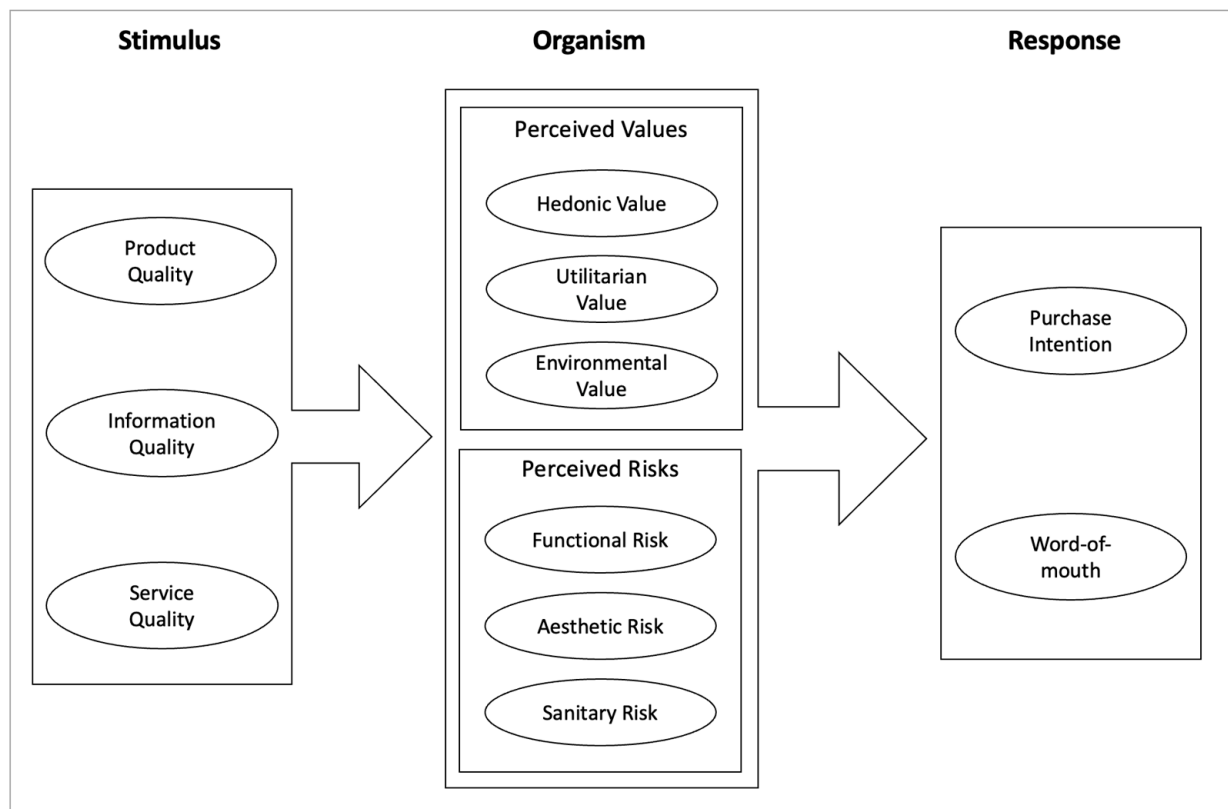 Stimulus
Organism
Response
Product
Quality
Information
Quality
Service
Quality
Perceived Values
Hedonic Value
Utilitarian
Value
Environmental
Value
Perceived Risks
Functional Risk
Aesthetic Risk
Sanitary Risk
Purchase
Intention
Word-of-
mouth